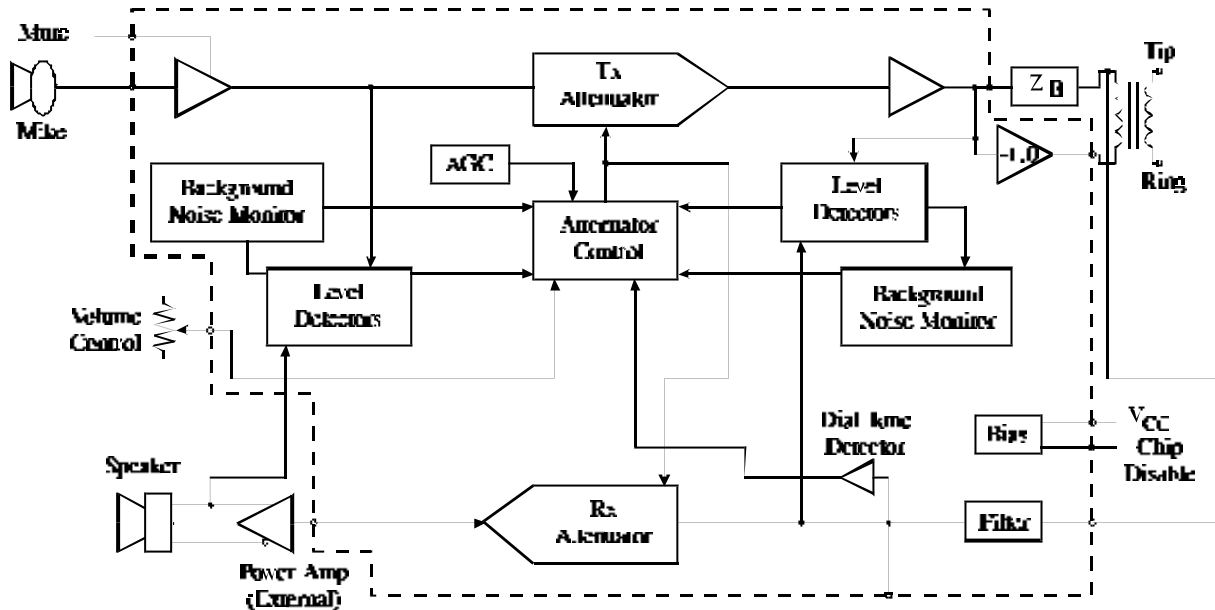 Mute
Tip
Tx
Attenuator
Z B
Mike
-1.0
AGC
Ring
Background
Noise Monitor
Level
Detectors
Attenuator
Control
Level
Detectors
Background
Noise Monitor
Volume
Control
Dial Tone
Detector
Bias
VCC
Chip
Disable
Speaker
Rx
Attenuator
Filter
Power Amp
(External)